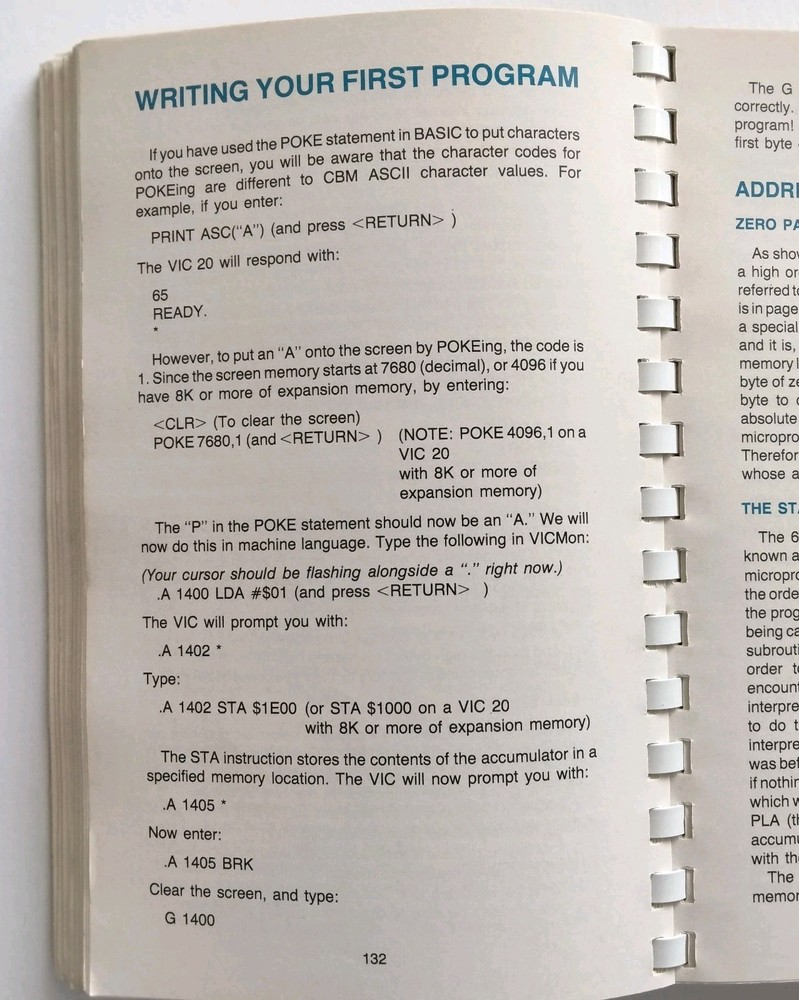 WRITING YOUR FIRST PROGRAM
If you have used the POKE statement in BASIC to put characters
onto the screen, you will be aware that the character codes for
POKEing are different to CBM ASCII character values. For
example, if you enter:
PRINT ASC("A") (and press <RETURN> )
The VIC 20 will respond with:
65
READY.
*
However, to put an "A" onto the screen by POKEing, the code is
1. Since the screen memory starts at 7680 (decimal), or 4096 if you
have 8K or more of expansion memory, by entering:
<CLR> (To clear the screen)
POKE 7680,1 (and <RETURN> ) (NOTE: POKE 4096,1 on a
VIC 20
with 8K or more of
expansion memory)
The "P" in the POKE statement should now be an "A." We will
now do this in machine language. Type the following in VICMon:
(Your cursor should be flashing alongside a "." right now.)
.A 1400 LDA #$01 (and press <RETURN> )
The VIC will prompt you with:
.A 1402 *
Type:
.A 1402 STA $1E00 (or STA $1000 on a VIC 20
with 8K or more of expansion memory)
The STA instruction stores the contents of the accumulator in a
specified memory location. The VIC will now prompt you with:
.A 1405 *
Now enter:
.A 1405 BRK
Clear the screen, and type:
G 1400
132
The G
correctly.
program!
first byte
ADDR
ZERO PA
As show
a high or
referred to
is in page
a special
and it is,
memory l
byte of ze
byte to
absolute
micropro
Therefor
whose a
THE STA
The 6
known a
micropro
the orde
the prog
being ca
subrouti
order to
encount
interpre
to do t
interpre
was bef
if nothin
which w
PLA (th
accumu
with the
The
memor